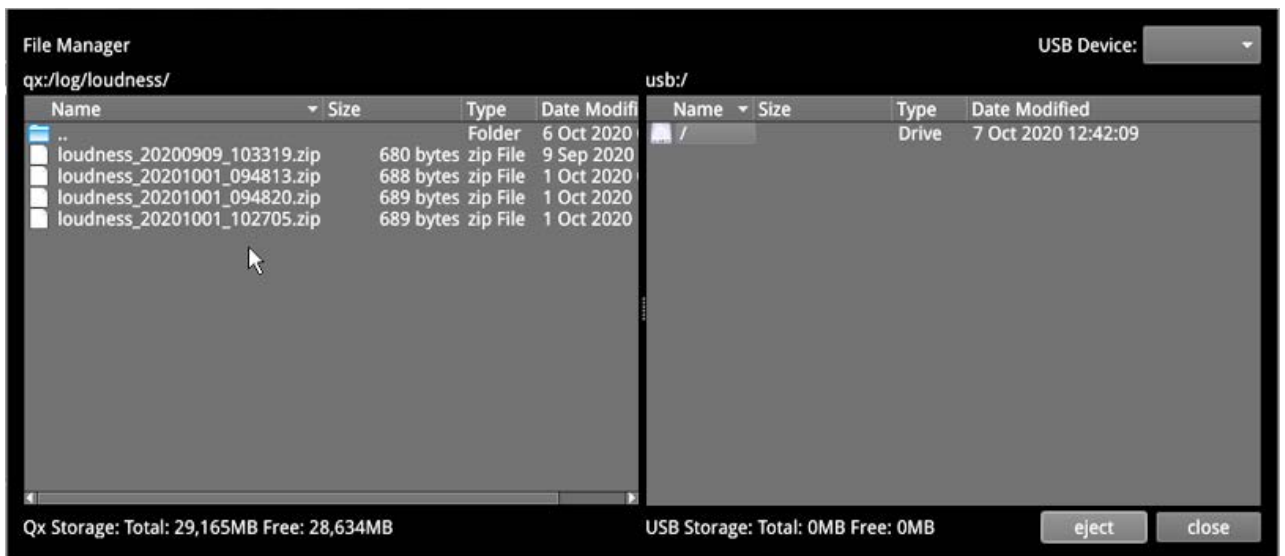 File Manager USB Device:
qx:/log/loudness/ usb:/
Name Size Type Date Modifi Name Size Type Date Modified
.. Folder 6 Oct 2020 / Drive 7 Oct 2020 12:42:09
loudness_20200909_103319.zip 680 bytes zip File 9 Sep 2020
loudness_20201001_094813.zip 688 bytes zip File 1 Oct 2020
loudness_20201001_094820.zip 689 bytes zip File 1 Oct 2020
loudness_20201001_102705.zip 689 bytes zip File 1 Oct 2020
Qx Storage: Total: 29,165MB Free: 28,634MB USB Storage: Total: 0MB Free: 0MB eject close